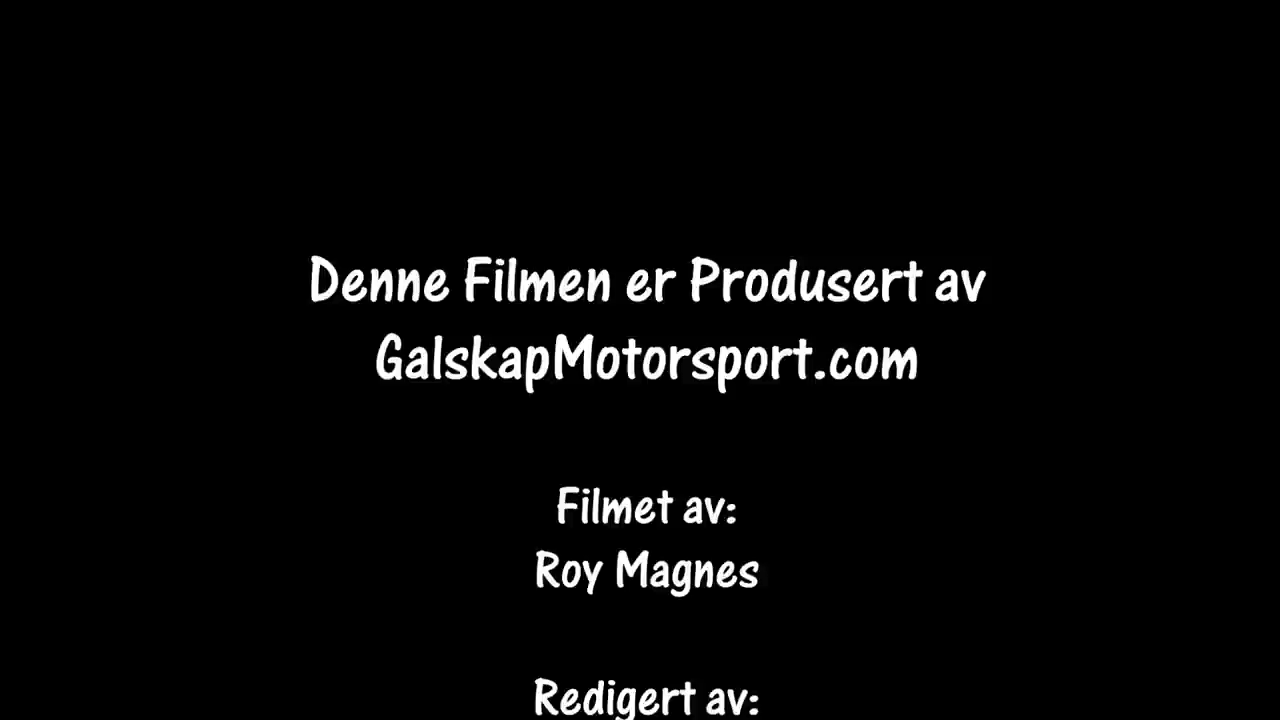 Denne Filmen er Produsert av
GalskapMotorsport.com
Filmet av:
Roy Magnes
Redigert av: